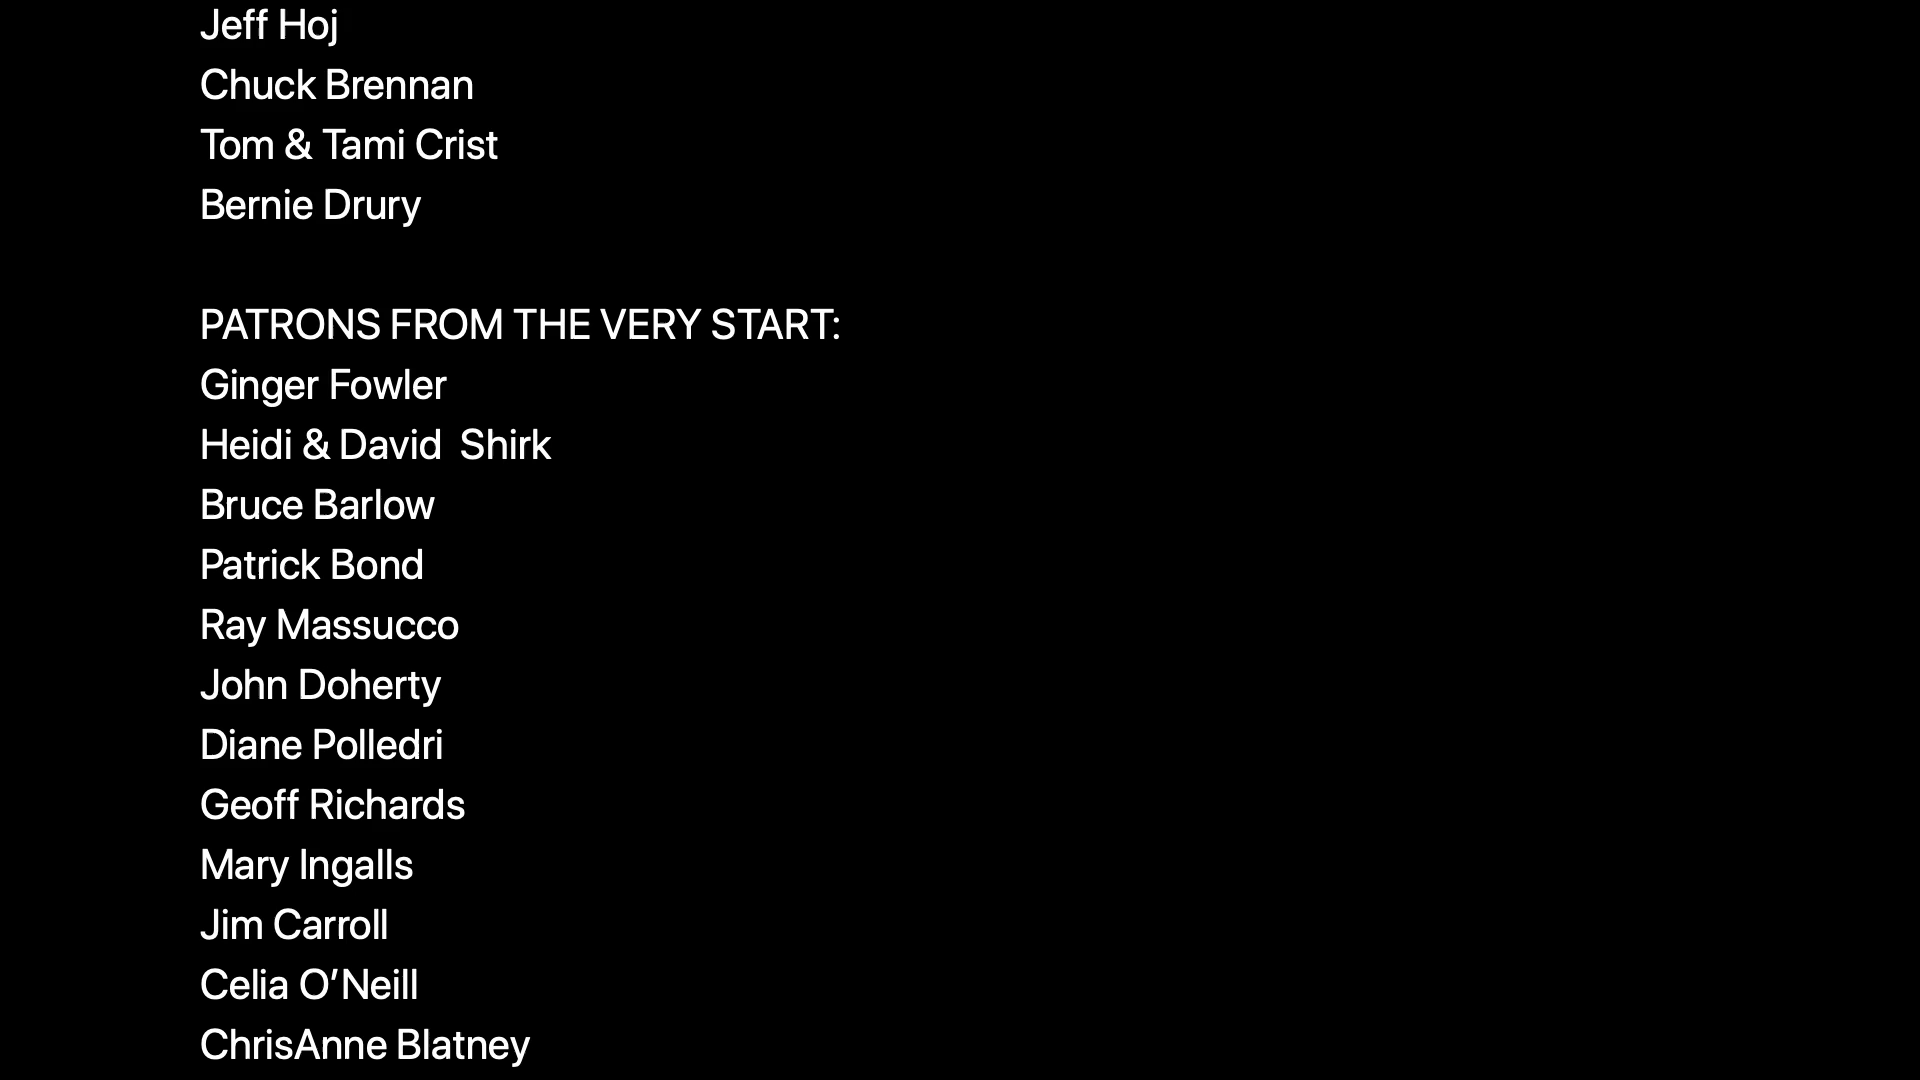 Jeff Hoj
Chuck Brennan
Tom & Tami Crist
Bernie Drury
PATRONS FROM THE VERY START:
Ginger Fowler
Heidi & David  Shirk
Bruce Barlow
Patrick Bond
Ray Massucco
John Doherty
Diane Polledri
Geoff Richards
Mary Ingalls
Jim Carroll
Celia O’Neill
ChrisAnne Blatney